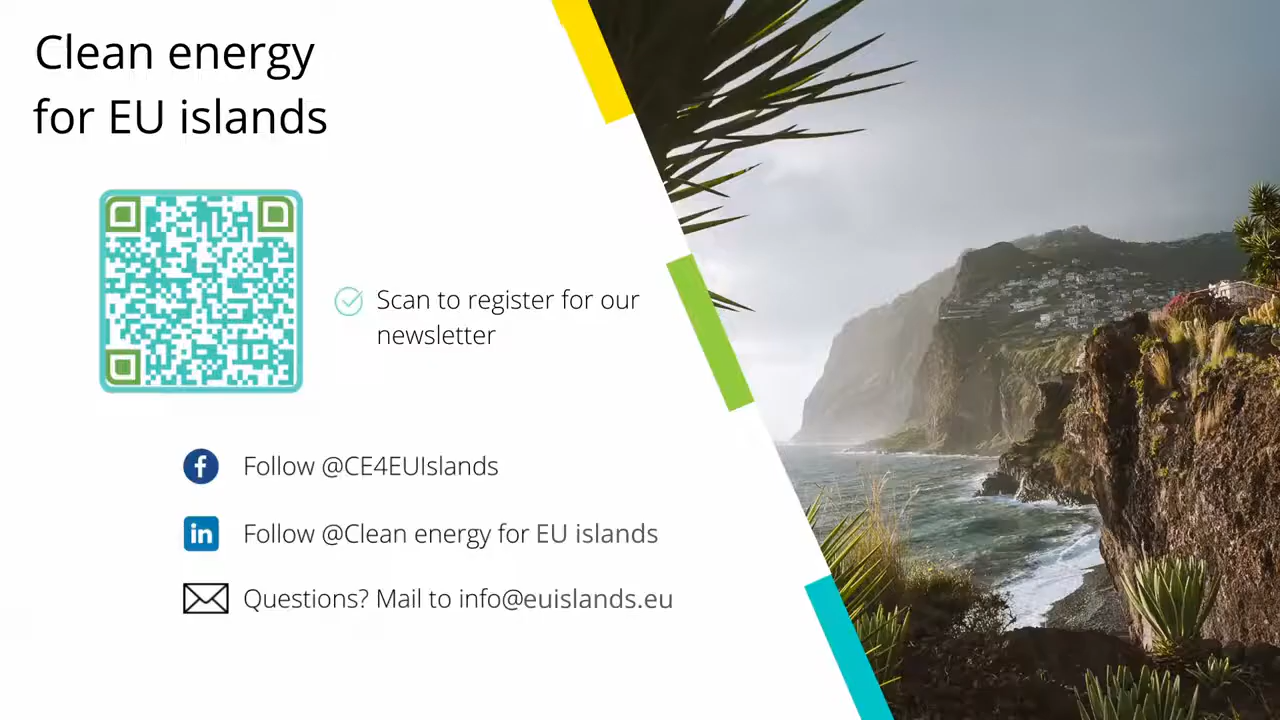 Clean energy
for EU islands
Scan to register for our
newsletter
Follow @CE4EUIslands
Follow @Clean energy for EU islands
Questions? Mail to info@euislands.eu